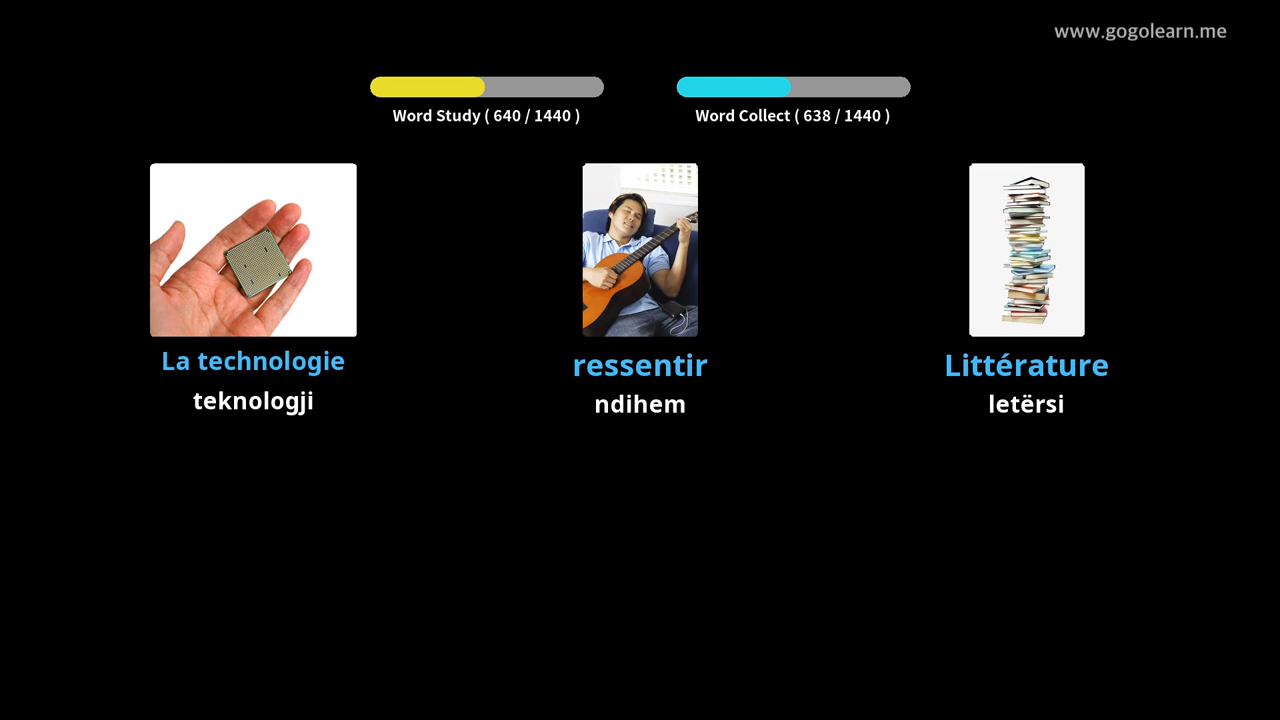 www.gogolearn.me
Word Study ( 640 / 1440 )
Word Collect ( 638 / 1440 )
La technologie
teknologji
ressentir
ndihem
Littérature
letërsi